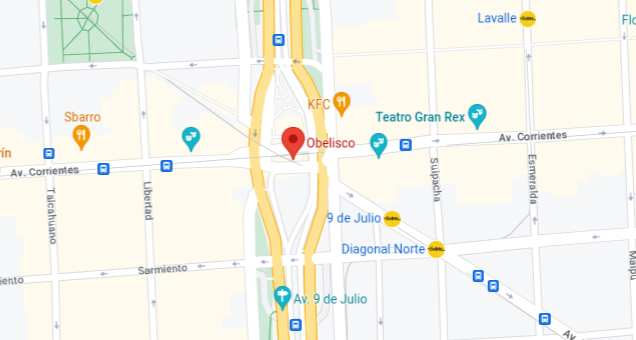 Lavalle
Flo
KFC
Sbarro
Teatro Gran Rex
Av. Corrientes
Obelisco
rín
Av. Corrientes
Talcahuano
Libertad
Suipacha
Esmeralda
9 de Julio
Diagonal Norte
Maipú
Sarmiento
iento
Av. 9 de Julio
Av